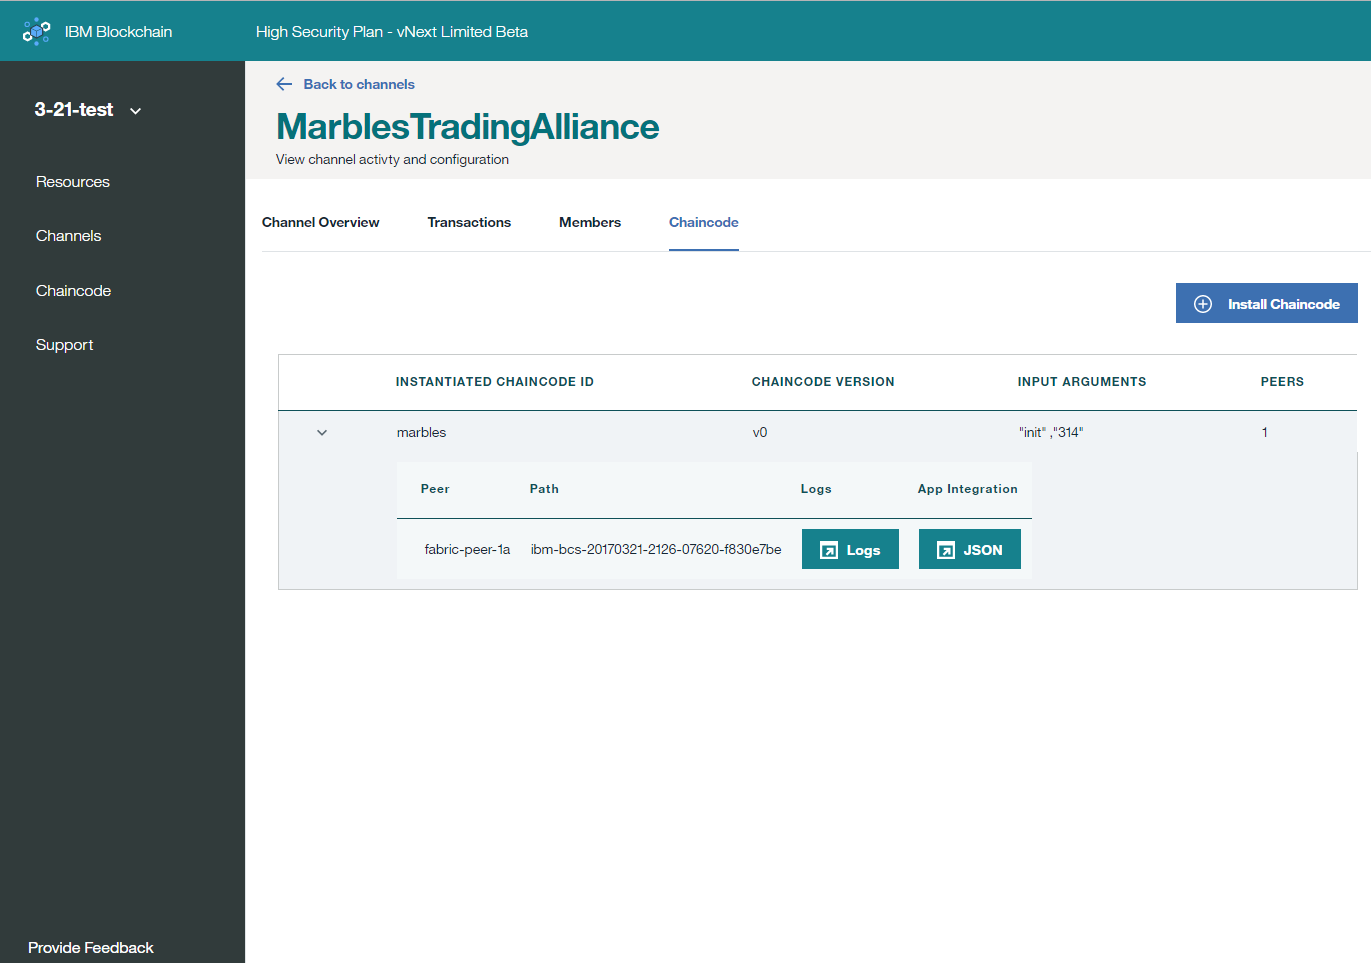 IBM Blockchain
High Security Plan - vNext Limited Beta
3-21-test
Resources
Channels
Chaincode
Support
Provide Feedback
Back to channels
MarblesTradingAlliance
View channel activty and configuration
Channel Overview Transactions Members Chaincode
Install Chaincode
INSTANTIATED CHAINCODE ID CHAINCODE VERSION INPUT ARGUMENTS PEERS
marbles v0 "init" ,"314" 1
Peer Path Logs App Integration
fabric-peer-1a ibm-bcs-20170321-2126-07620-f830e7be Logs JSON